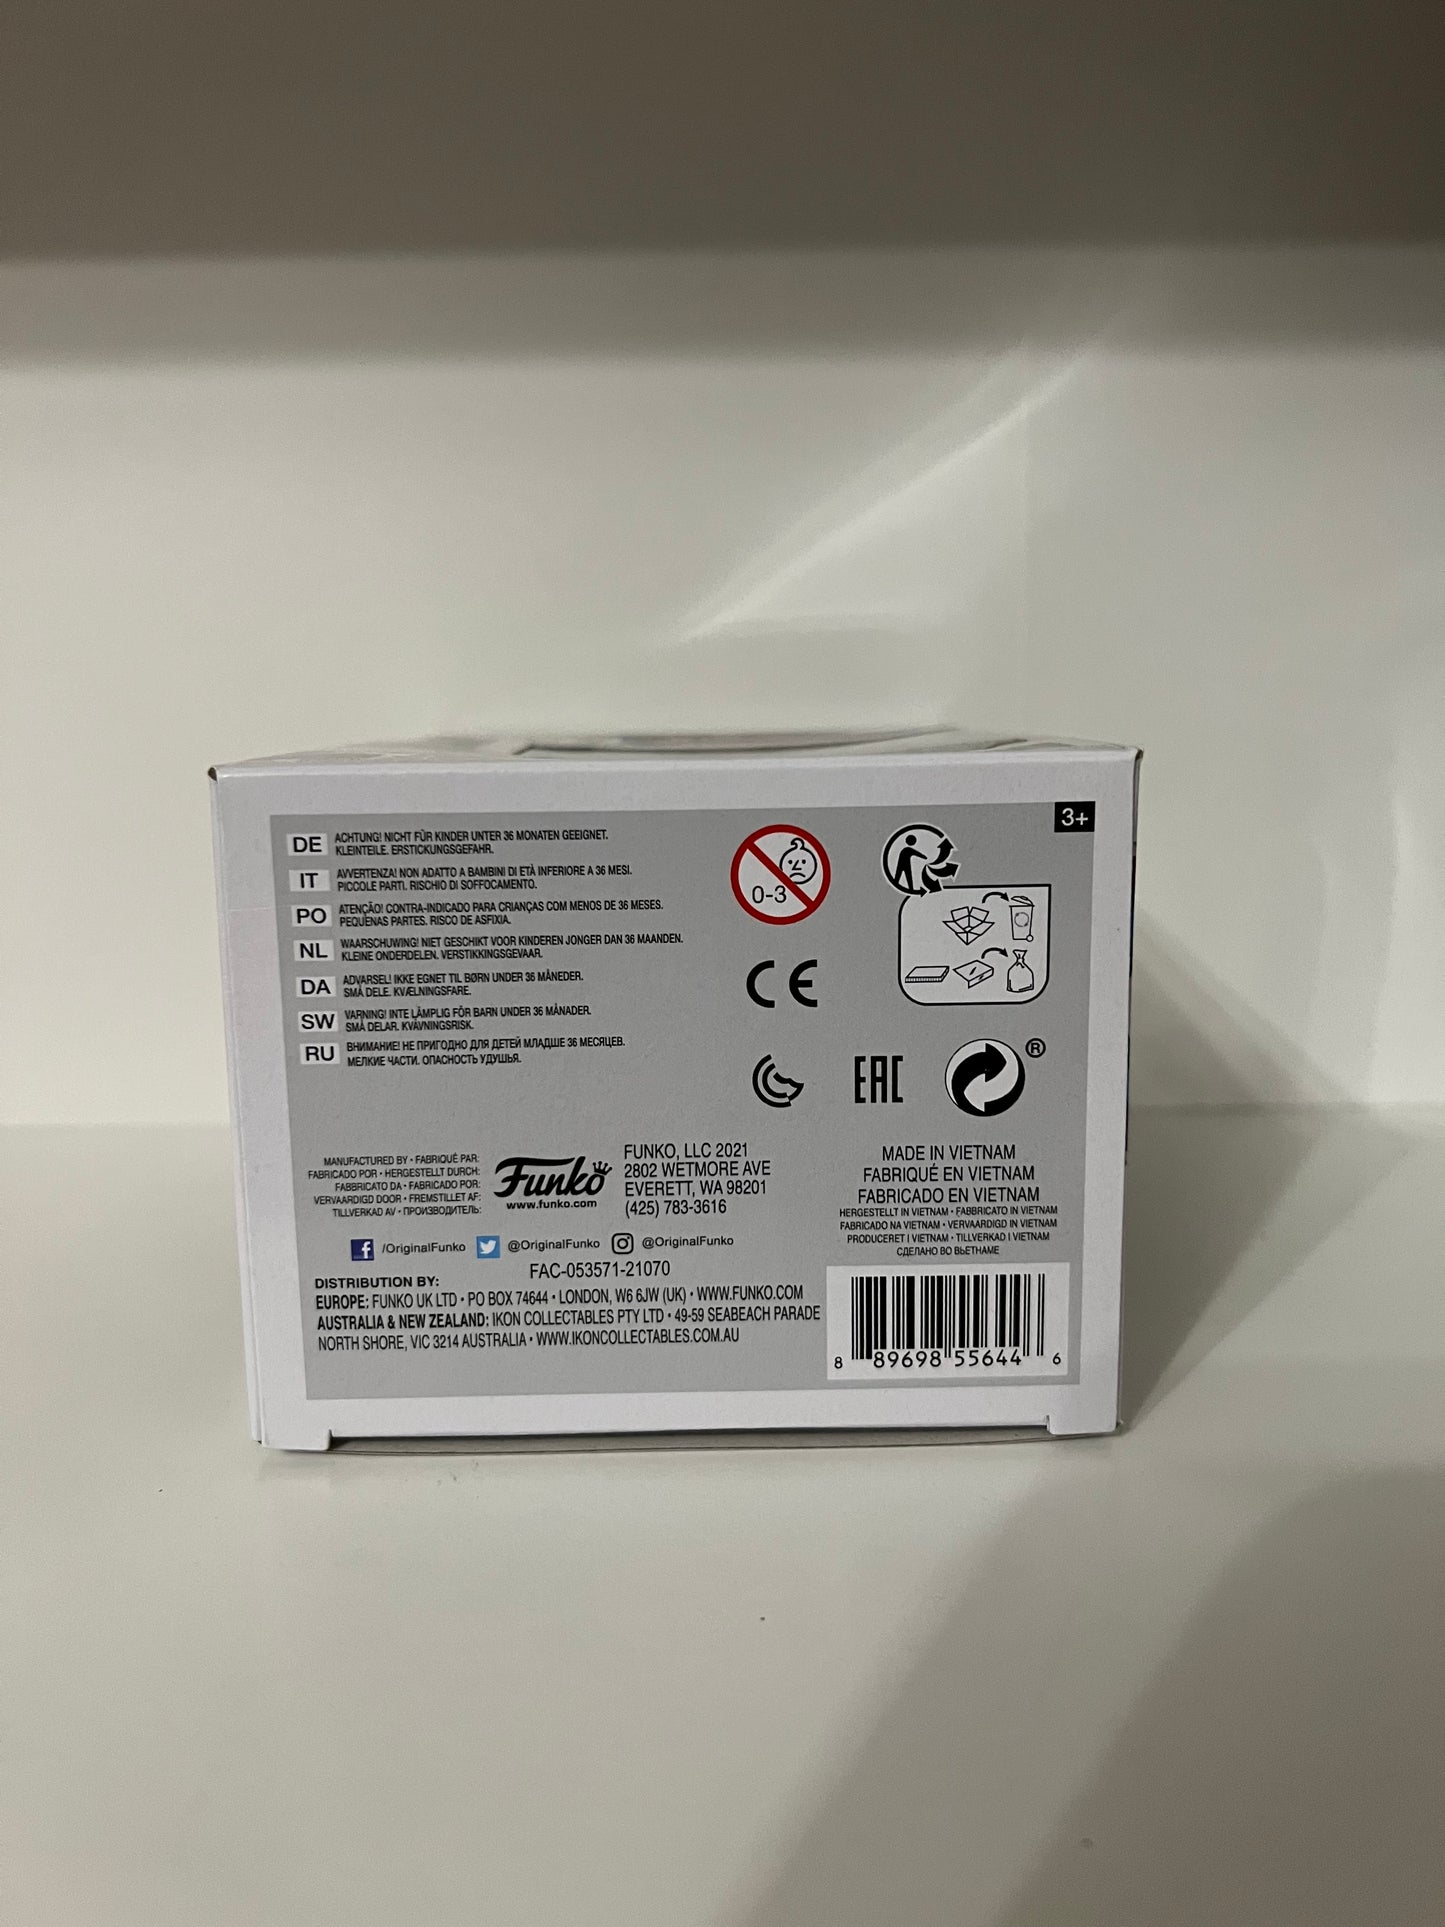 3+
DE ACHTUNG! NICHT FÜR KINDER UNTER 36 MONATEN GEEIGNET.
KLEINTEILE. ERSTICKUNGSGEFAHR.
IT AVVERTENZA! NON ADATTO A BAMBINI DI ETÀ INFERIORE A 36 MESI.
PICCOLE PARTI. RISCHIO DI SOFFOCAMENTO.
PO ATENÇÃO! CONTRA-INDICADO PARA CRIANÇAS COM MENOS DE 36 MESES.
PEQUENAS PARTES. RISCO DE ASFIXIA.
NL WAARSCHUWING! NIET GESCHIKT VOOR KINDEREN JONGER DAN 36 MAANDEN.
KLEINE ONDERDELEN. VERSTIKKINGSGEVAAR.
DA ADVARSEL! IKKE EGNET TIL BØRN UNDER 36 MÅNEDER.
SMÅ DELE. KVÆLNINGSFARE.
SW VARNING! INTE LÄMPLIG FÖR BARN UNDER 36 MÅNADER.
SMÅ DELAR. KVÄVNINGSRISK.
RU ВНИМАНИЕ! НЕ ПРИГОДНО ДЛЯ ДЕТЕЙ МЛАДШЕ 36 МЕСЯЦЕВ.
МЕЛКИЕ ЧАСТИ. ОПАСНОСТЬ УДУШЬЯ.
0-3
CE
EAC
®
MANUFACTURED BY • FABRIQUÉ PAR:
FABRICADO POR • HERGESTELLT DURCH:
FABBRICATO DA • FABRICADO POR:
VERVAARDIGD DOOR • FREMSTILLET AF:
TILLVERKAD AV • ПРОИЗВОДИТЕЛЬ:
Funko
www.funko.com
FUNKO, LLC 2021
2802 WETMORE AVE
EVERETT, WA 98201
(425) 783-3616
f /OriginalFunko @OriginalFunko @OriginalFunko
FAC-053571-21070
DISTRIBUTION BY:
EUROPE: FUNKO UK LTD • PO BOX 74644 • LONDON, W6 6JW (UK) • WWW.FUNKO.COM
AUSTRALIA & NEW ZEALAND: IKON COLLECTABLES PTY LTD • 49-59 SEABEACH PARADE
NORTH SHORE, VIC 3214 AUSTRALIA • WWW.IKONCOLLECTABLES.COM.AU
MADE IN VIETNAM
FABRIQUÉ EN VIETNAM
FABRICADO EN VIETNAM
HERGESTELLT IN VIETNAM • FABBRICATO IN VIETNAM
FABRICADO NA VIETNAM • VERVAARDIGD IN VIETNAM
PRODUCERET I VIETNAM • TILLVERKAD I VIETNAM
СДЕЛАНО ВО ВЬЕТНАМЕ
8 89698 55644 6